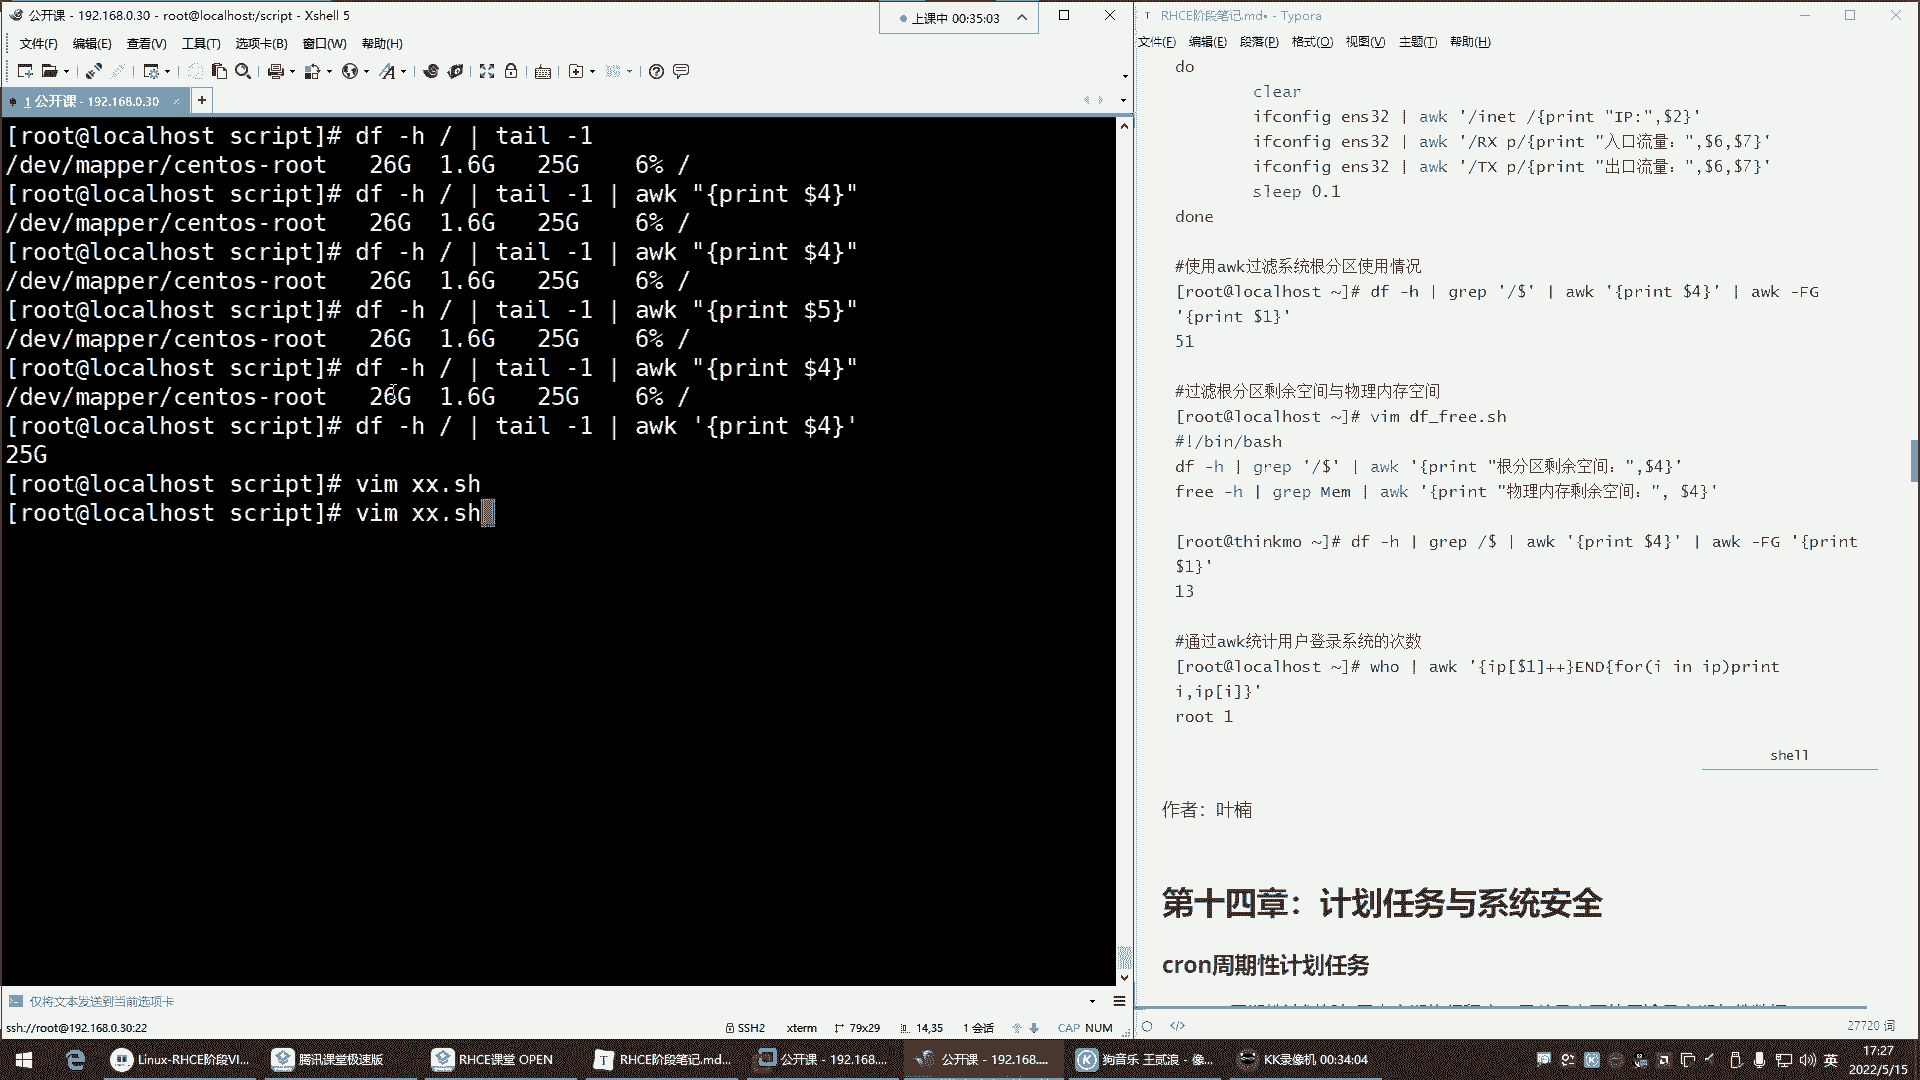 公开课 - 192.168.0.30 - root@localhost:/script - Xshell 5
上课中 00:35:03
文件(F) 编辑(E) 查看(V) 工具(T) 选项卡(B) 窗口(W) 帮助(H)
1 公开课 - 192.168.0.30 × +
[root@localhost script]# df -h / | tail -1
/dev/mapper/centos-root   26G  1.6G   25G    6% /
[root@localhost script]# df -h / | tail -1 | awk "{print $4}"
/dev/mapper/centos-root   26G  1.6G   25G    6% /
[root@localhost script]# df -h / | tail -1 | awk "{print $4}"
/dev/mapper/centos-root   26G  1.6G   25G    6% /
[root@localhost script]# df -h / | tail -1 | awk "{print $5}"
/dev/mapper/centos-root   26G  1.6G   25G    6% /
[root@localhost script]# df -h / | tail -1 | awk "{print $4}"
/dev/mapper/centos-root   26G  1.6G   25G    6% /
[root@localhost script]# df -h / | tail -1 | awk '{print $4}'
25G
[root@localhost script]# vim xx.sh
[root@localhost script]# vim xx.sh
仅将文本发送到当前选项卡
ssh://root@192.168.0.30:22 SSH2 xterm 79x29 14,35 1 会话 CAP NUM
RHCE阶段笔记.md• - Typora
文件(F) 编辑(E) 段落(P) 格式(O) 视图(V) 主题(T) 帮助(H)
do
clear
ifconfig ens32 | awk '/inet /{print "IP:",$2}'
ifconfig ens32 | awk '/RX p/{print "入口流量：",$6,$7}'
ifconfig ens32 | awk '/TX p/{print "出口流量：",$6,$7}'
sleep 0.1
done
#使用awk过滤系统根分区使用情况
[root@localhost ~]# df -h | grep '/$' | awk '{print $4}' | awk -FG
'{print $1}'
51
#过滤根分区剩余空间与物理内存空间
[root@localhost ~]# vim df_free.sh
#!/bin/bash
df -h | grep '/$' | awk '{print "根分区剩余空间：",$4}'
free -h | grep Mem | awk '{print "物理内存剩余空间：", $4}'
[root@thinkmo ~]# df -h | grep /$ | awk '{print $4}' | awk -FG '{print
$1}'
13
#通过awk统计用户登录系统的次数
[root@localhost ~]# who | awk '{ip[$1]++}END{for(i in ip)print
i,ip[i]}'
root 1
shell
作者：叶楠
第十四章：计划任务与系统安全
cron周期性计划任务
27720 词
Linux-RHCE阶段VI... 腾讯课堂极速版 RHCE课堂 OPEN RHCE阶段笔记.md... 公开课 - 192.168.... 公开课 - 192.168.... 狗音乐 王贰浪 - 像... KK录像机 00:34:04 英 17:27
2022/5/15